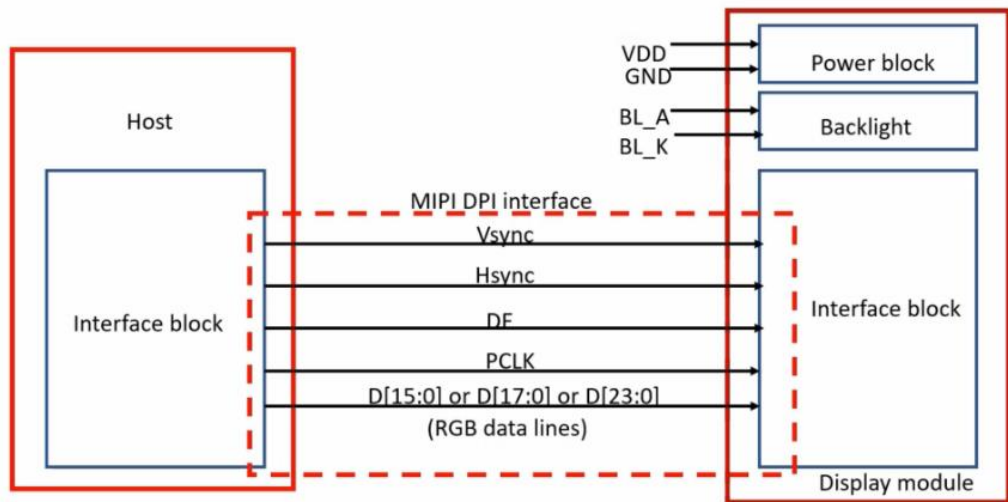 Host
Interface block
MIPI DPI interface
Vsync
Hsync
DE
PCLK
D[15:0] or D[17:0] or D[23:0]
(RGB data lines)
VDD
GND
BL_A
BL_K
Power block
Backlight
Interface block
Display module